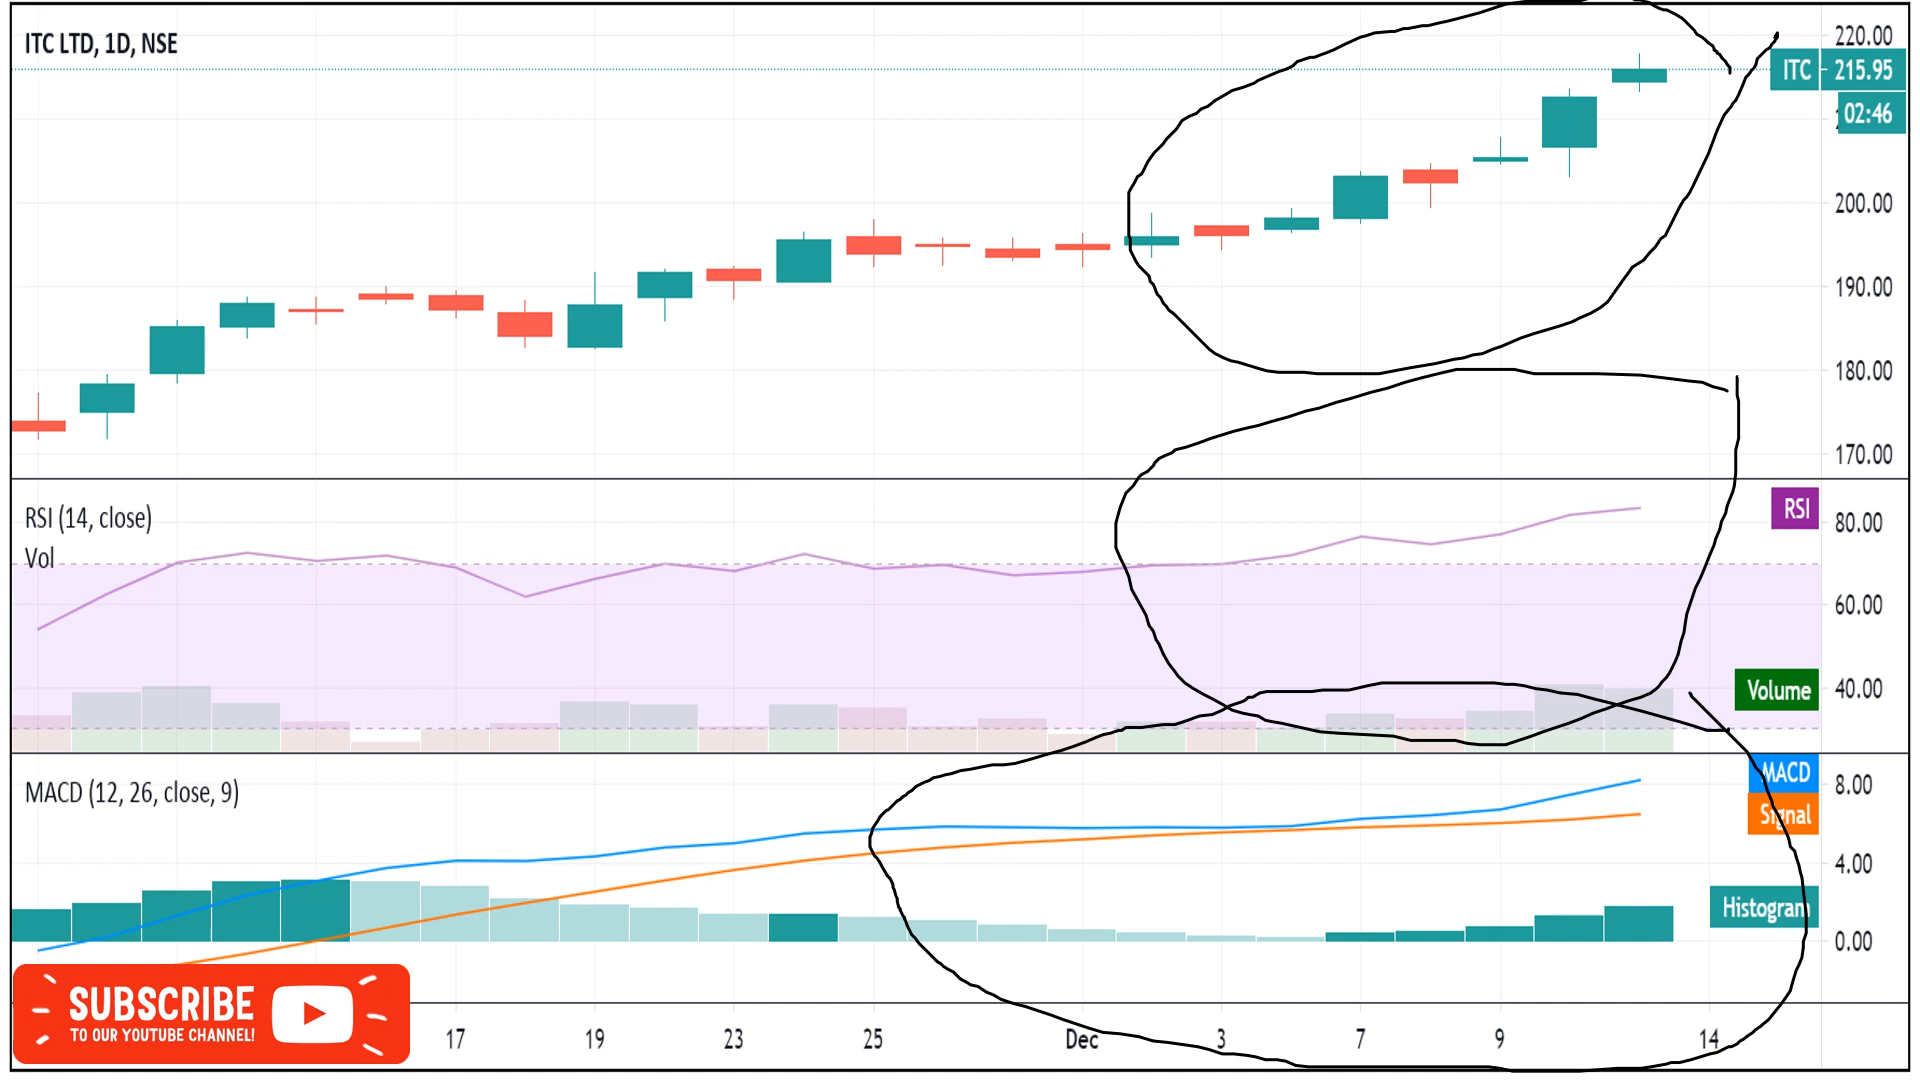 ITC LTD, 1D, NSE
220.00
ITC 215.95
02:46
200.00
190.00
180.00
170.00
RSI (14, close)
RSI
80.00
Vol
60.00
Volume
40.00
MACD (12, 26, close, 9)
MACD
8.00
Signal
4.00
Histogram
0.00
SUBSCRIBE
TO OUR YOUTUBE CHANNEL!
17 19 23 25 Dec 3 7 9 14